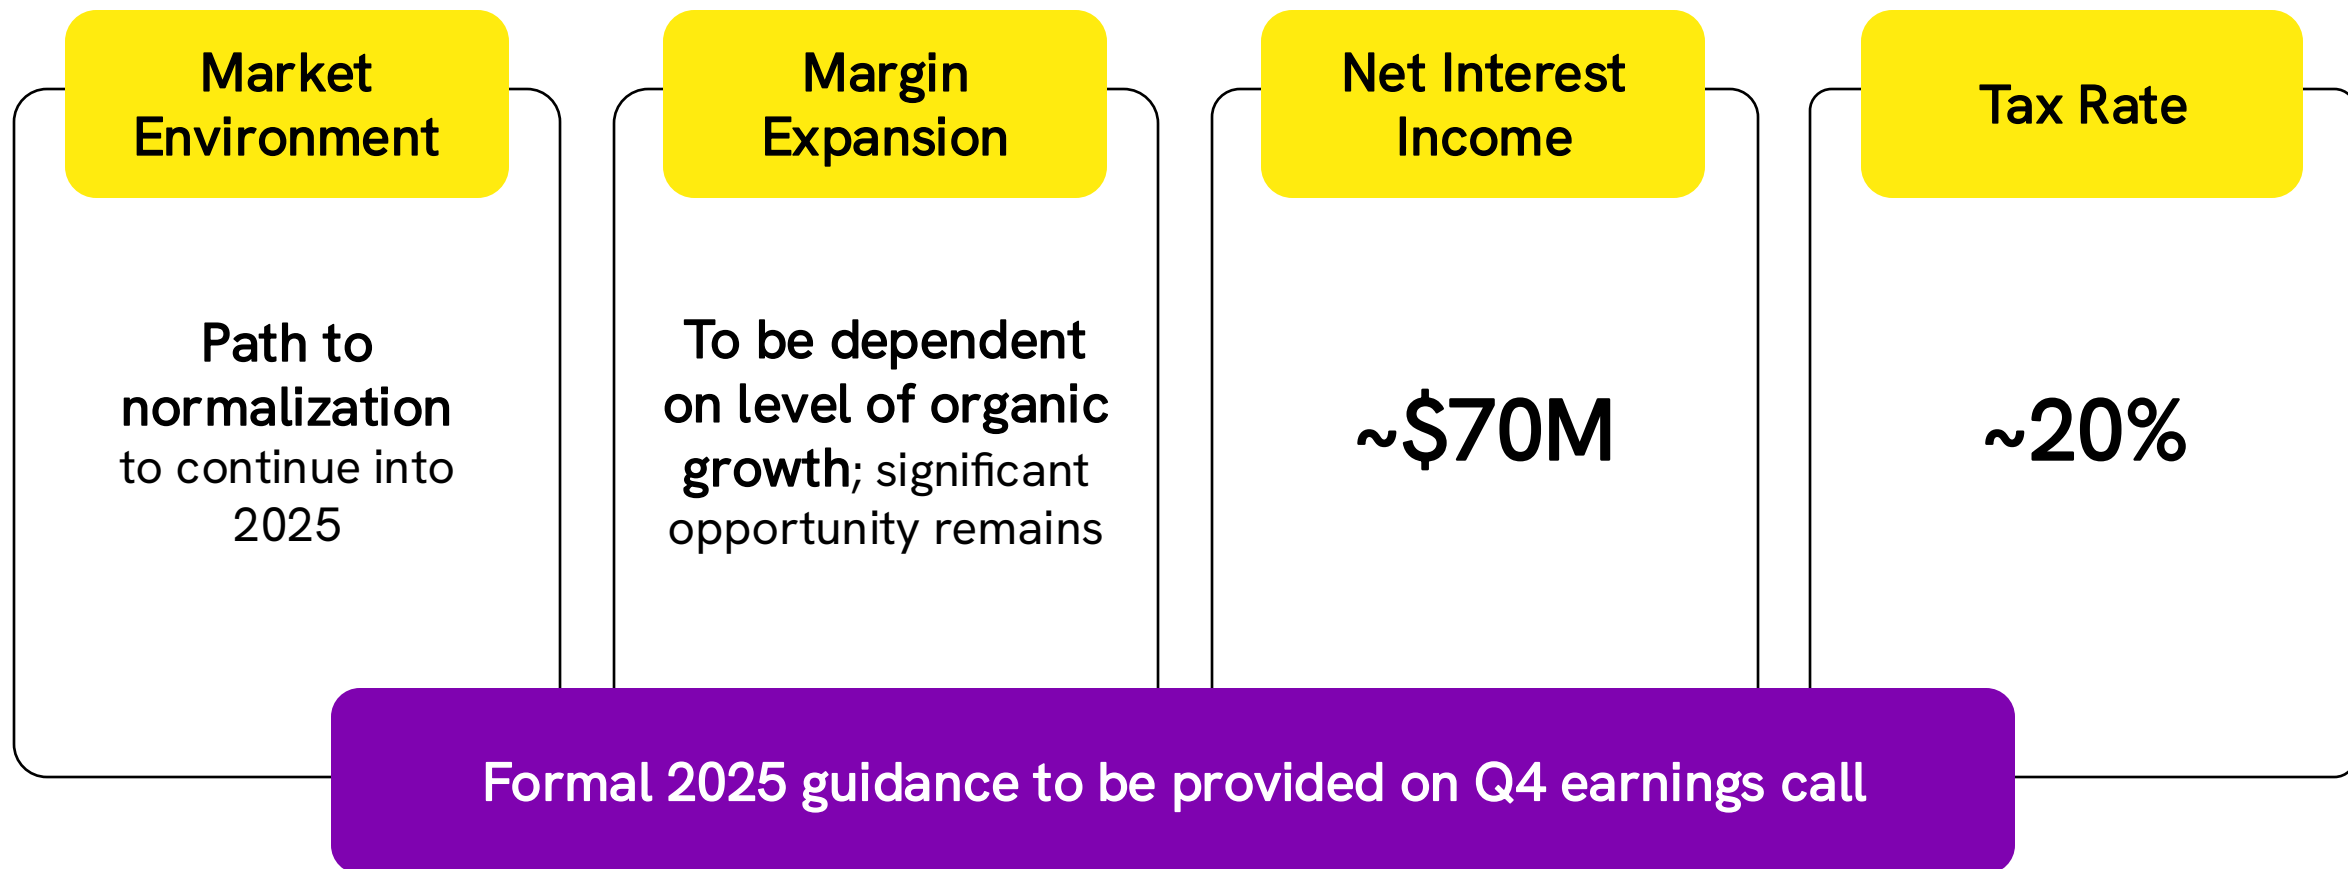 Market
Environment
Path to
normalization
to continue into
2025
Margin
Expansion
To be dependent
on level of organic
growth; significant
opportunity remains
Net Interest
Income
~$70M
Tax Rate
~20%
Formal 2025 guidance to be provided on Q4 earnings call